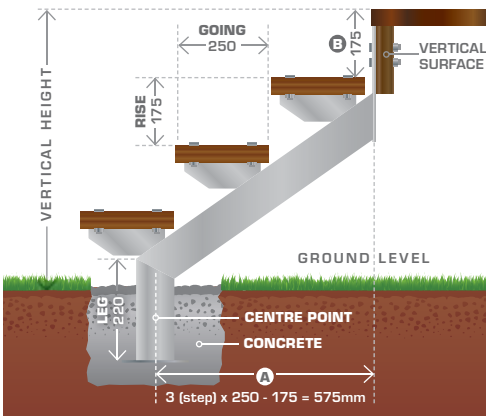 GOING
250
B
175
VERTICAL
SURFACE
VERTICAL HEIGHT
RISE
175
GROUND LEVEL
LEG
220
CENTRE POINT
CONCRETE
A
3 (step) x 250 - 175 = 575mm